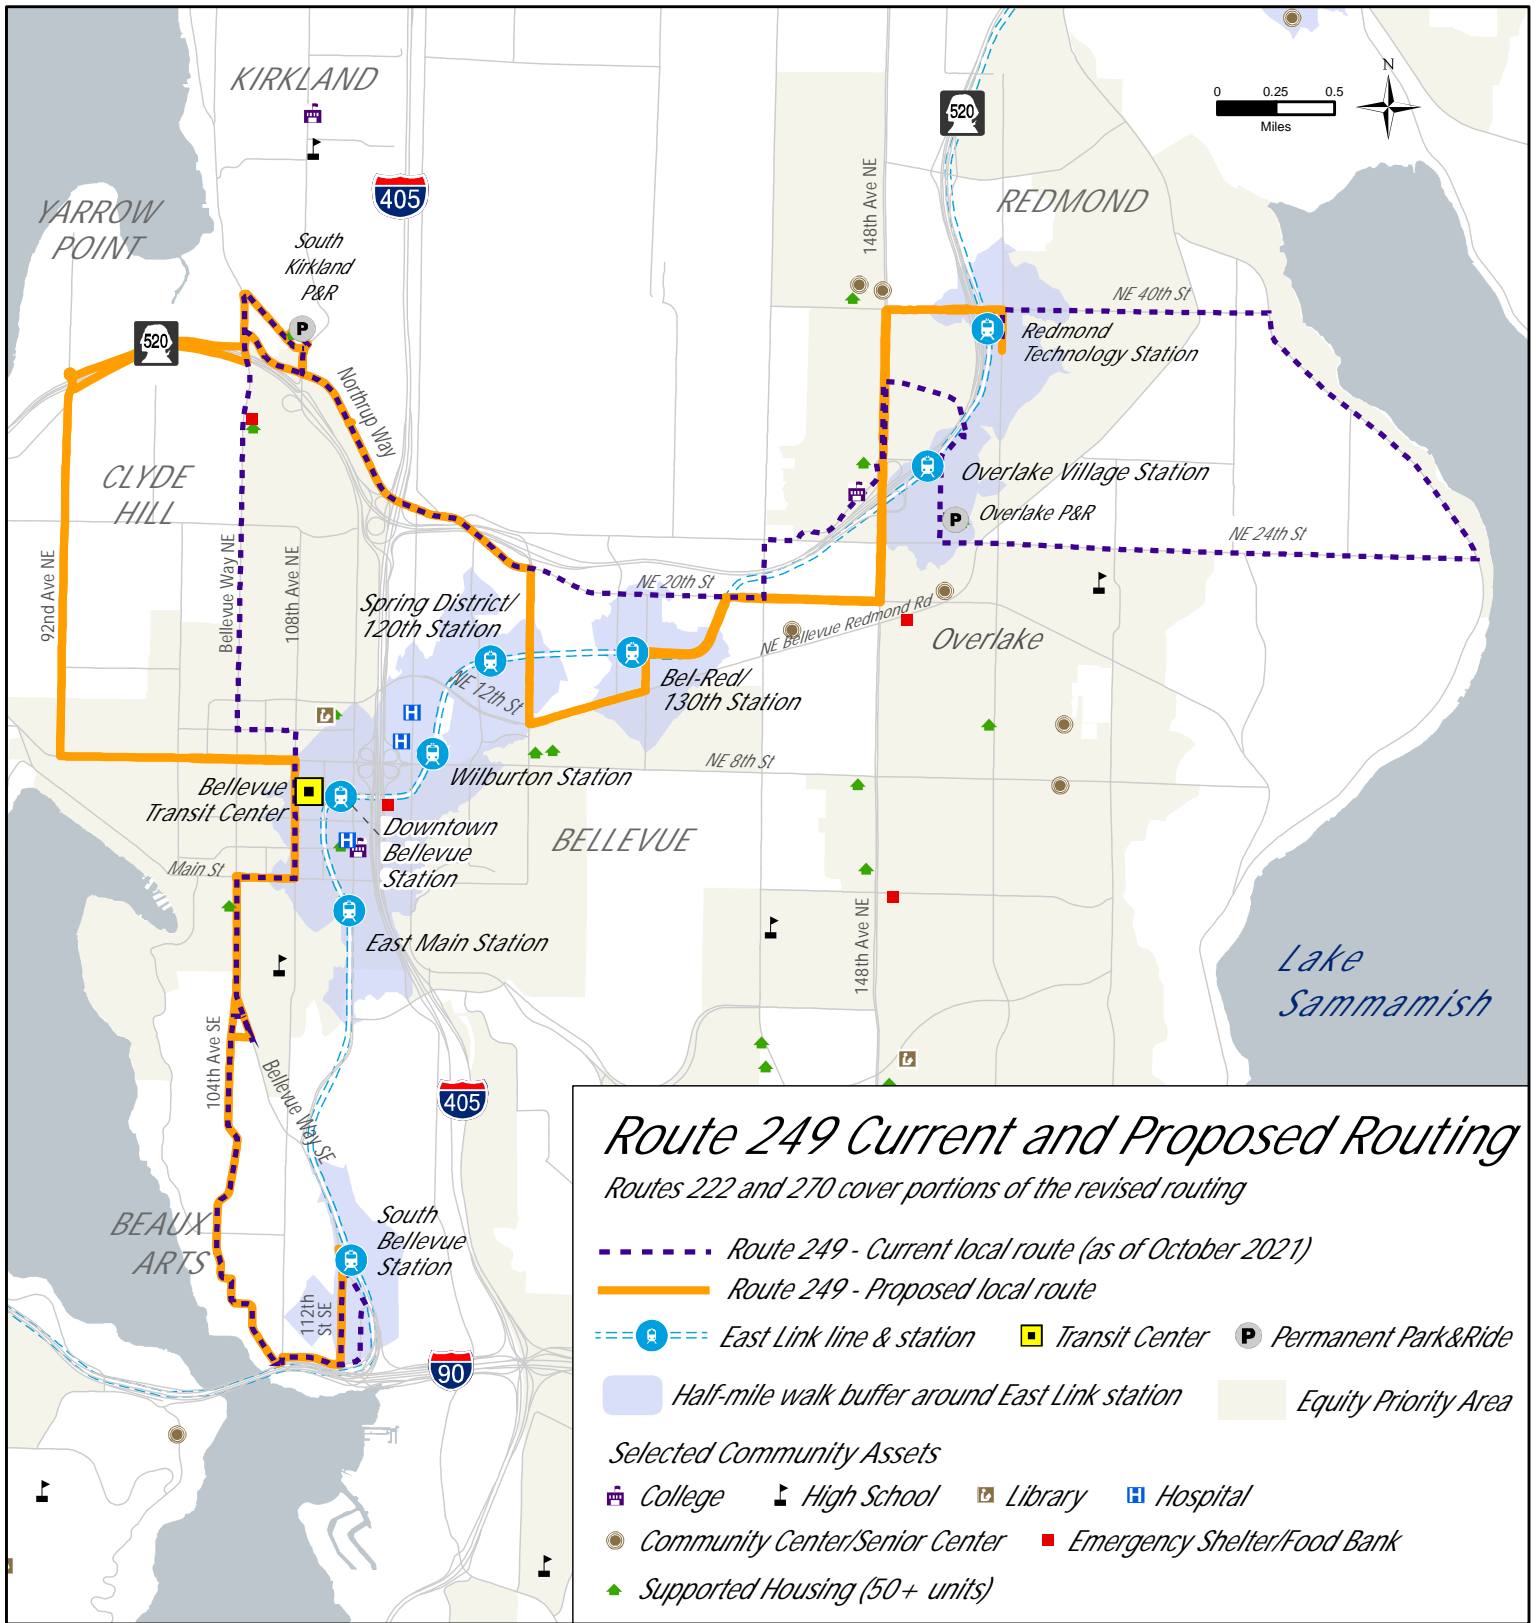 KIRKLAND
405
YARROW
POINT
South
Kirkland
P&R
P
520
Northrup Way
CLYDE
HILL
92nd Ave NE
Bellevue Way NE
108th Ave NE
520
148th Ave NE
0 0.25 0.5
Miles
N
REDMOND
NE 40th St
Redmond
Technology Station
Overlake Village Station
P
Overlake P&R
NE 24th St
NE 20th St
NE Bellevue Redmond Rd
Overlake
Spring District/
120th Station
NE 12th St
Bel-Red/
130th Station
H
H
Wilburton Station
NE 8th St
Bellevue
Transit Center
H
Downtown
Bellevue
Station
BELLEVUE
Main St
East Main Station
148th Ave NE
Lake
Sammamish
104th Ave SE
Bellevue Way SE
405
BEAUX
ARTS
South
Bellevue
Station
112th
St SE
90
Route 249 Current and Proposed Routing
Routes 222 and 270 cover portions of the revised routing
Route 249 - Current local route (as of October 2021)
Route 249 - Proposed local route
East Link line & station
Transit Center
P Permanent Park&Ride
Half-mile walk buffer around East Link station
Equity Priority Area
Selected Community Assets
College
High School
Library
H Hospital
Community Center/Senior Center
Emergency Shelter/Food Bank
Supported Housing (50+ units)